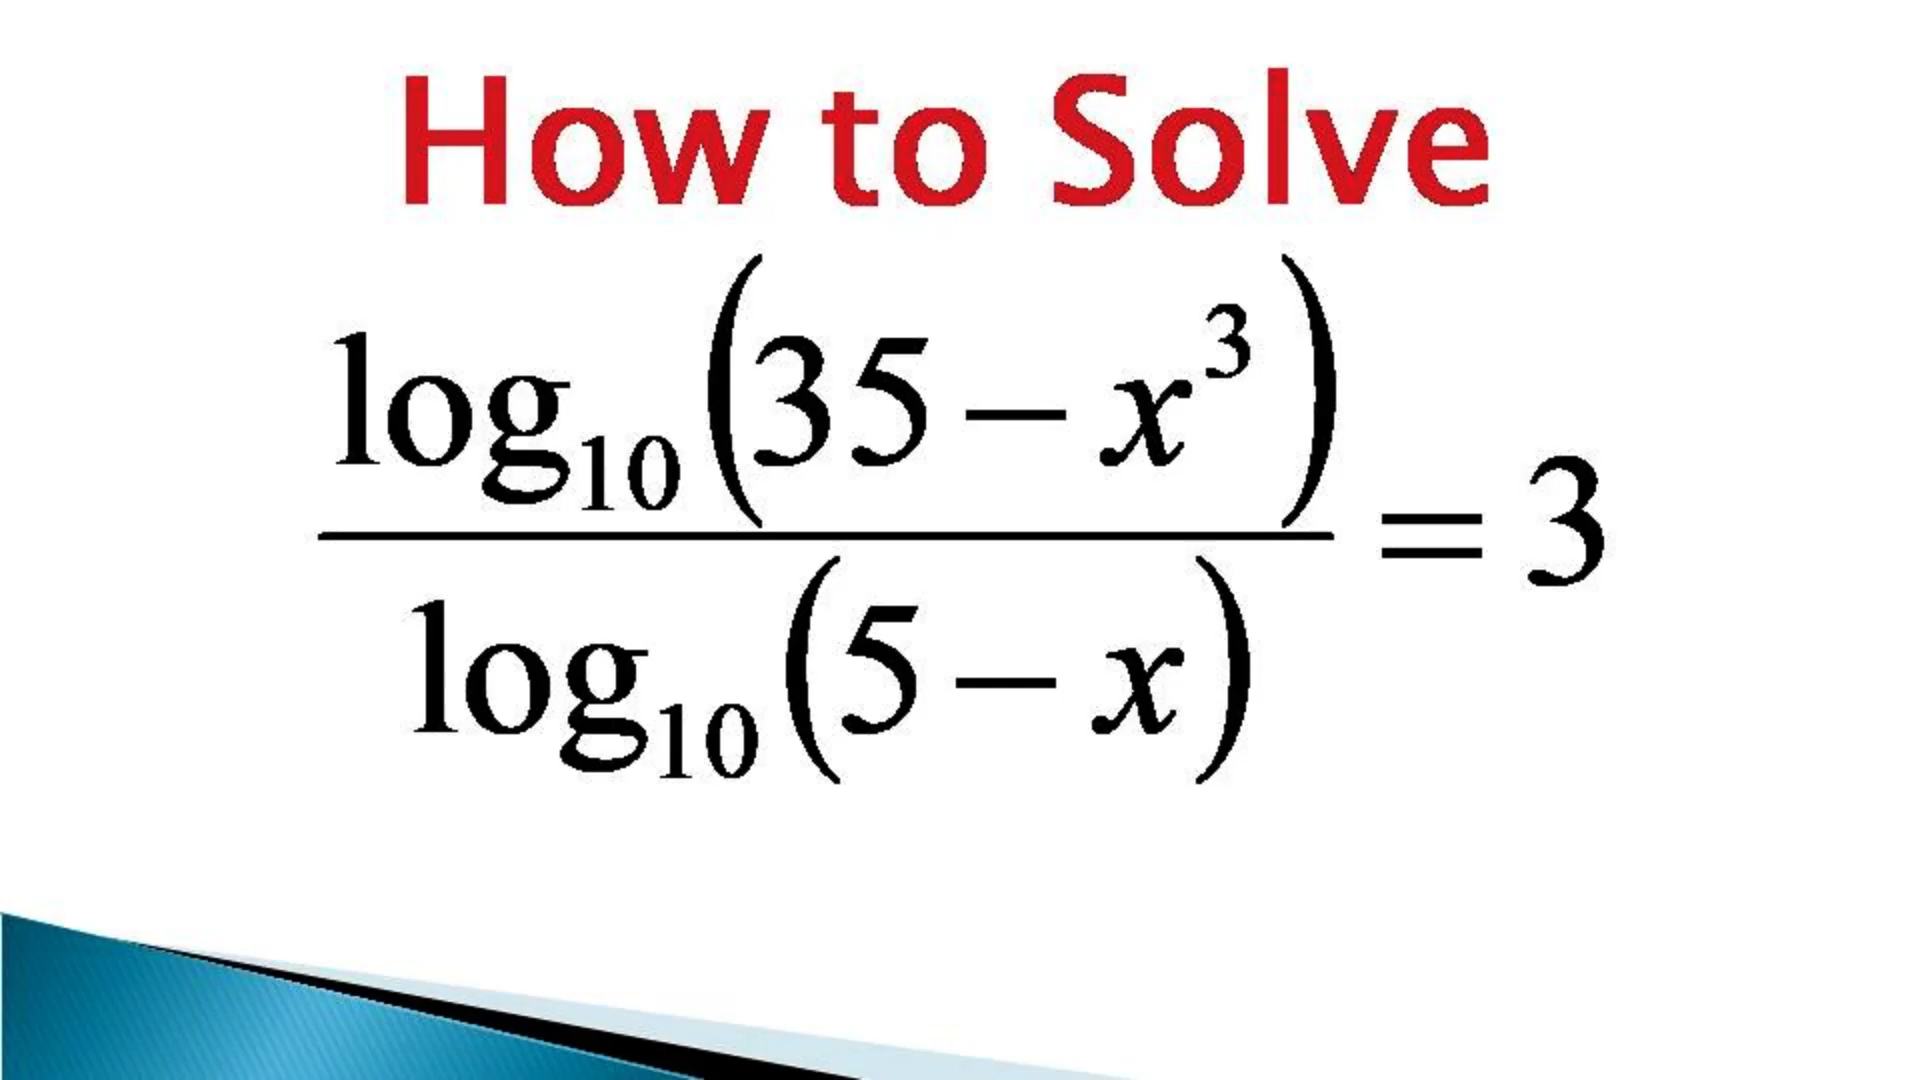 How to Solve
log₁₀(35 – x³)
= 3
log₁₀(5 – x)